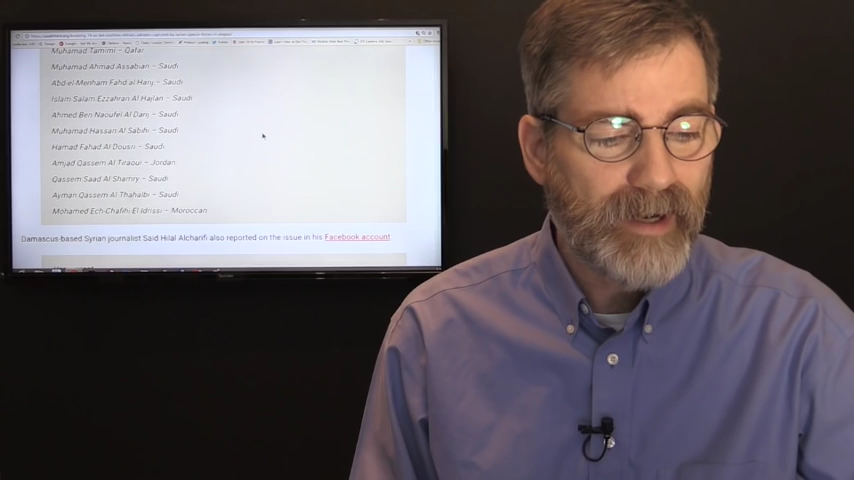 Muhamad Tamimi – Qatar
Muhamad Ahmad Assabian – Saudi
Abd-el Menham Fahd al Harij – Saudi
Islam Salam Ezzahran Al Hajlan – Saudi
Ahmed Ben Naoufel Al Darij – Saudi
Muhamad Hassan Al Sabihi – Saudi
Hamad Fahad Al Dousri – Saudi
Amjad Qassem Al Tiraoui – Jordan
Qassem Saad Al Shamry – Saudi
Ayman Qassem Al Thahalbi – Saudi
Mohamed Ech-Chafihi El Idrissi – Moroccan
Damascus-based Syrian journalist Said Hilal Alcharifi also reported on the issue in his Facebook account: